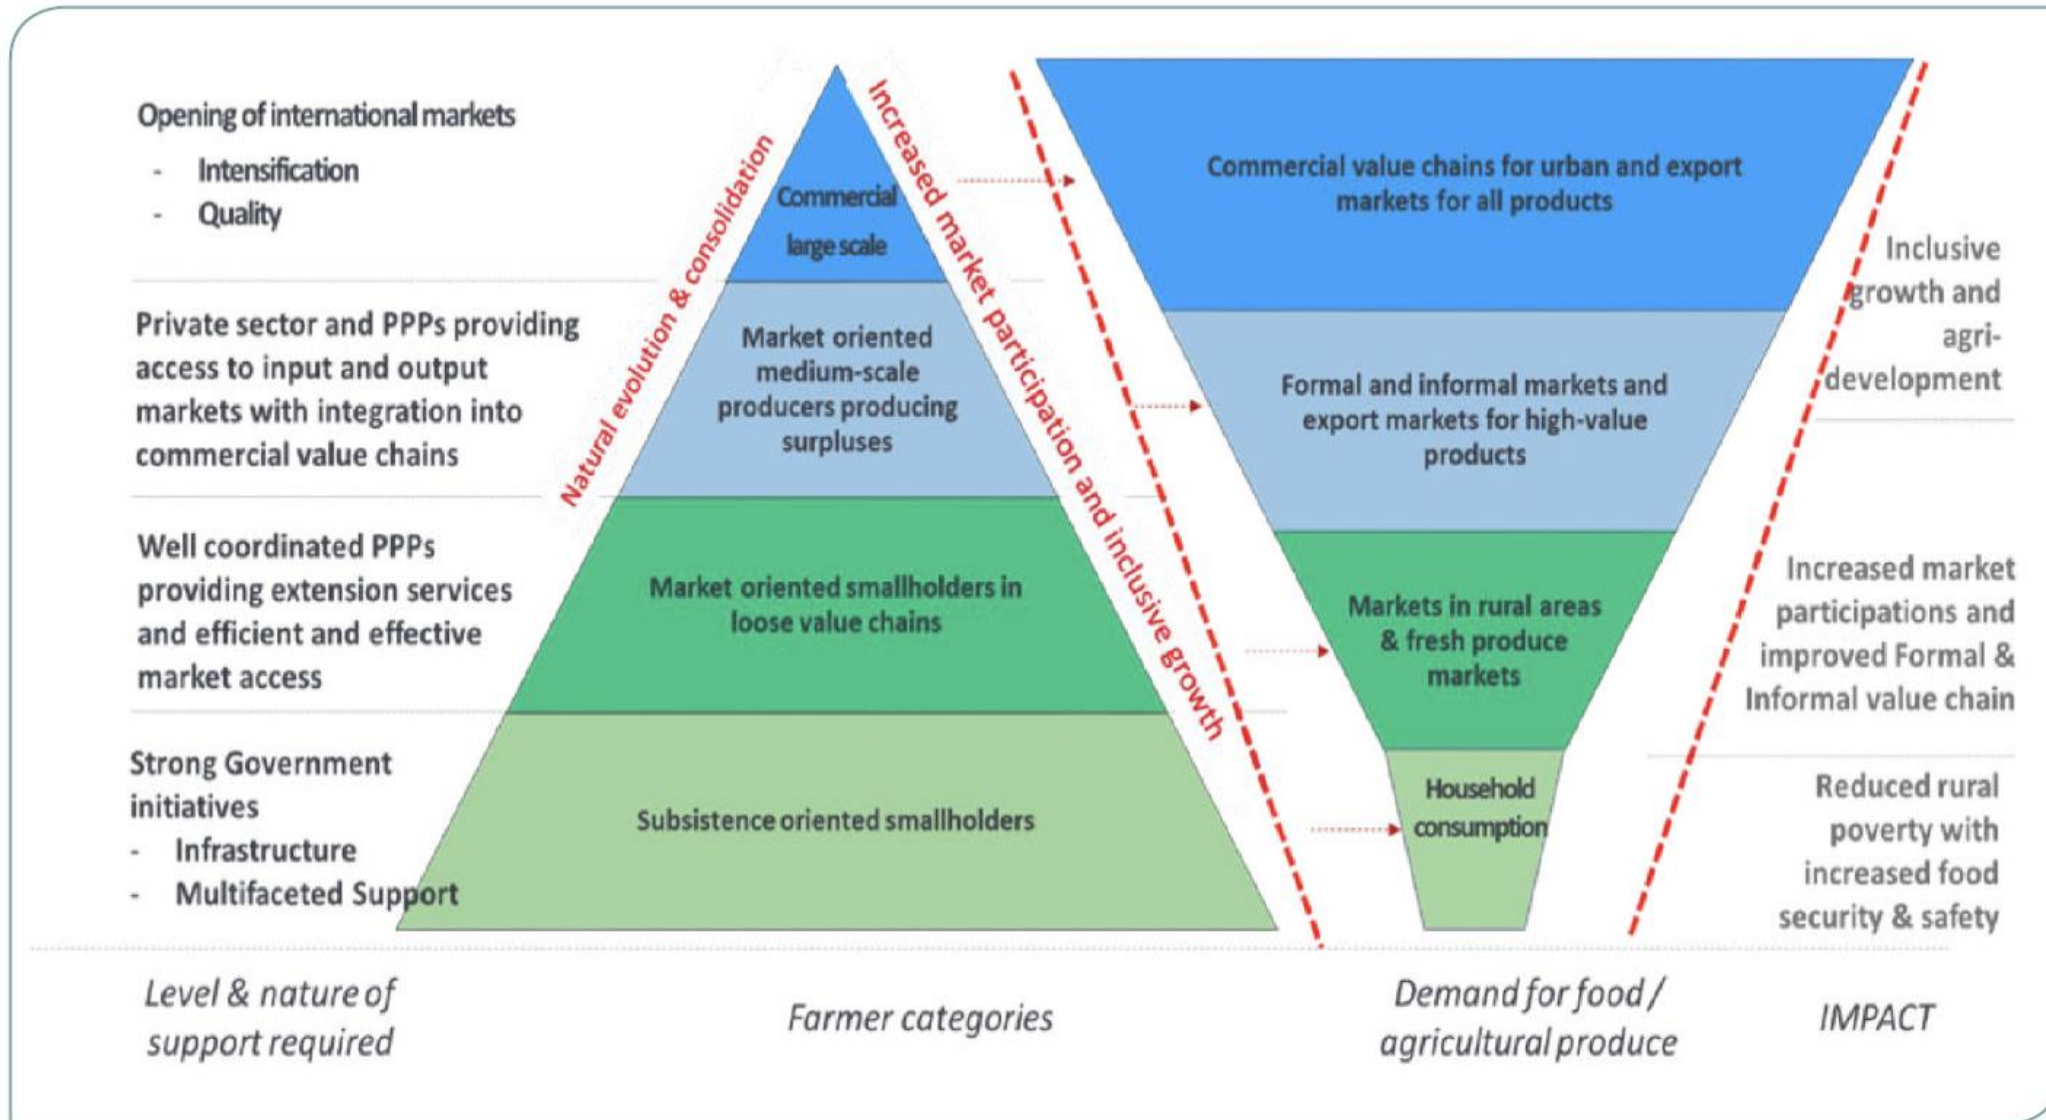 Opening of international markets
- Intensification
- Quality
Private sector and PPPs providing
access to input and output
markets with integration into
commercial value chains
Well coordinated PPPs
providing extension services
and efficient and effective
market access
Strong Government
initiatives
- Infrastructure
- Multifaceted Support
Level & nature of
support required
Natural evolution & consolidation
Commercial
large scale
Market oriented
medium-scale
producers producing
surpluses
Market oriented smallholders in
loose value chains
Subsistence oriented smallholders
Farmer categories
Increased market participation and inclusive growth
Commercial value chains for urban and export
markets for all products
Formal and informal markets and
export markets for high-value
products
Markets in rural areas
& fresh produce
markets
Household
consumption
Demand for food /
agricultural produce
Inclusive
growth and
agri-
development
Increased market
participations and
improved Formal &
Informal value chain
Reduced rural
poverty with
increased food
security & safety
IMPACT